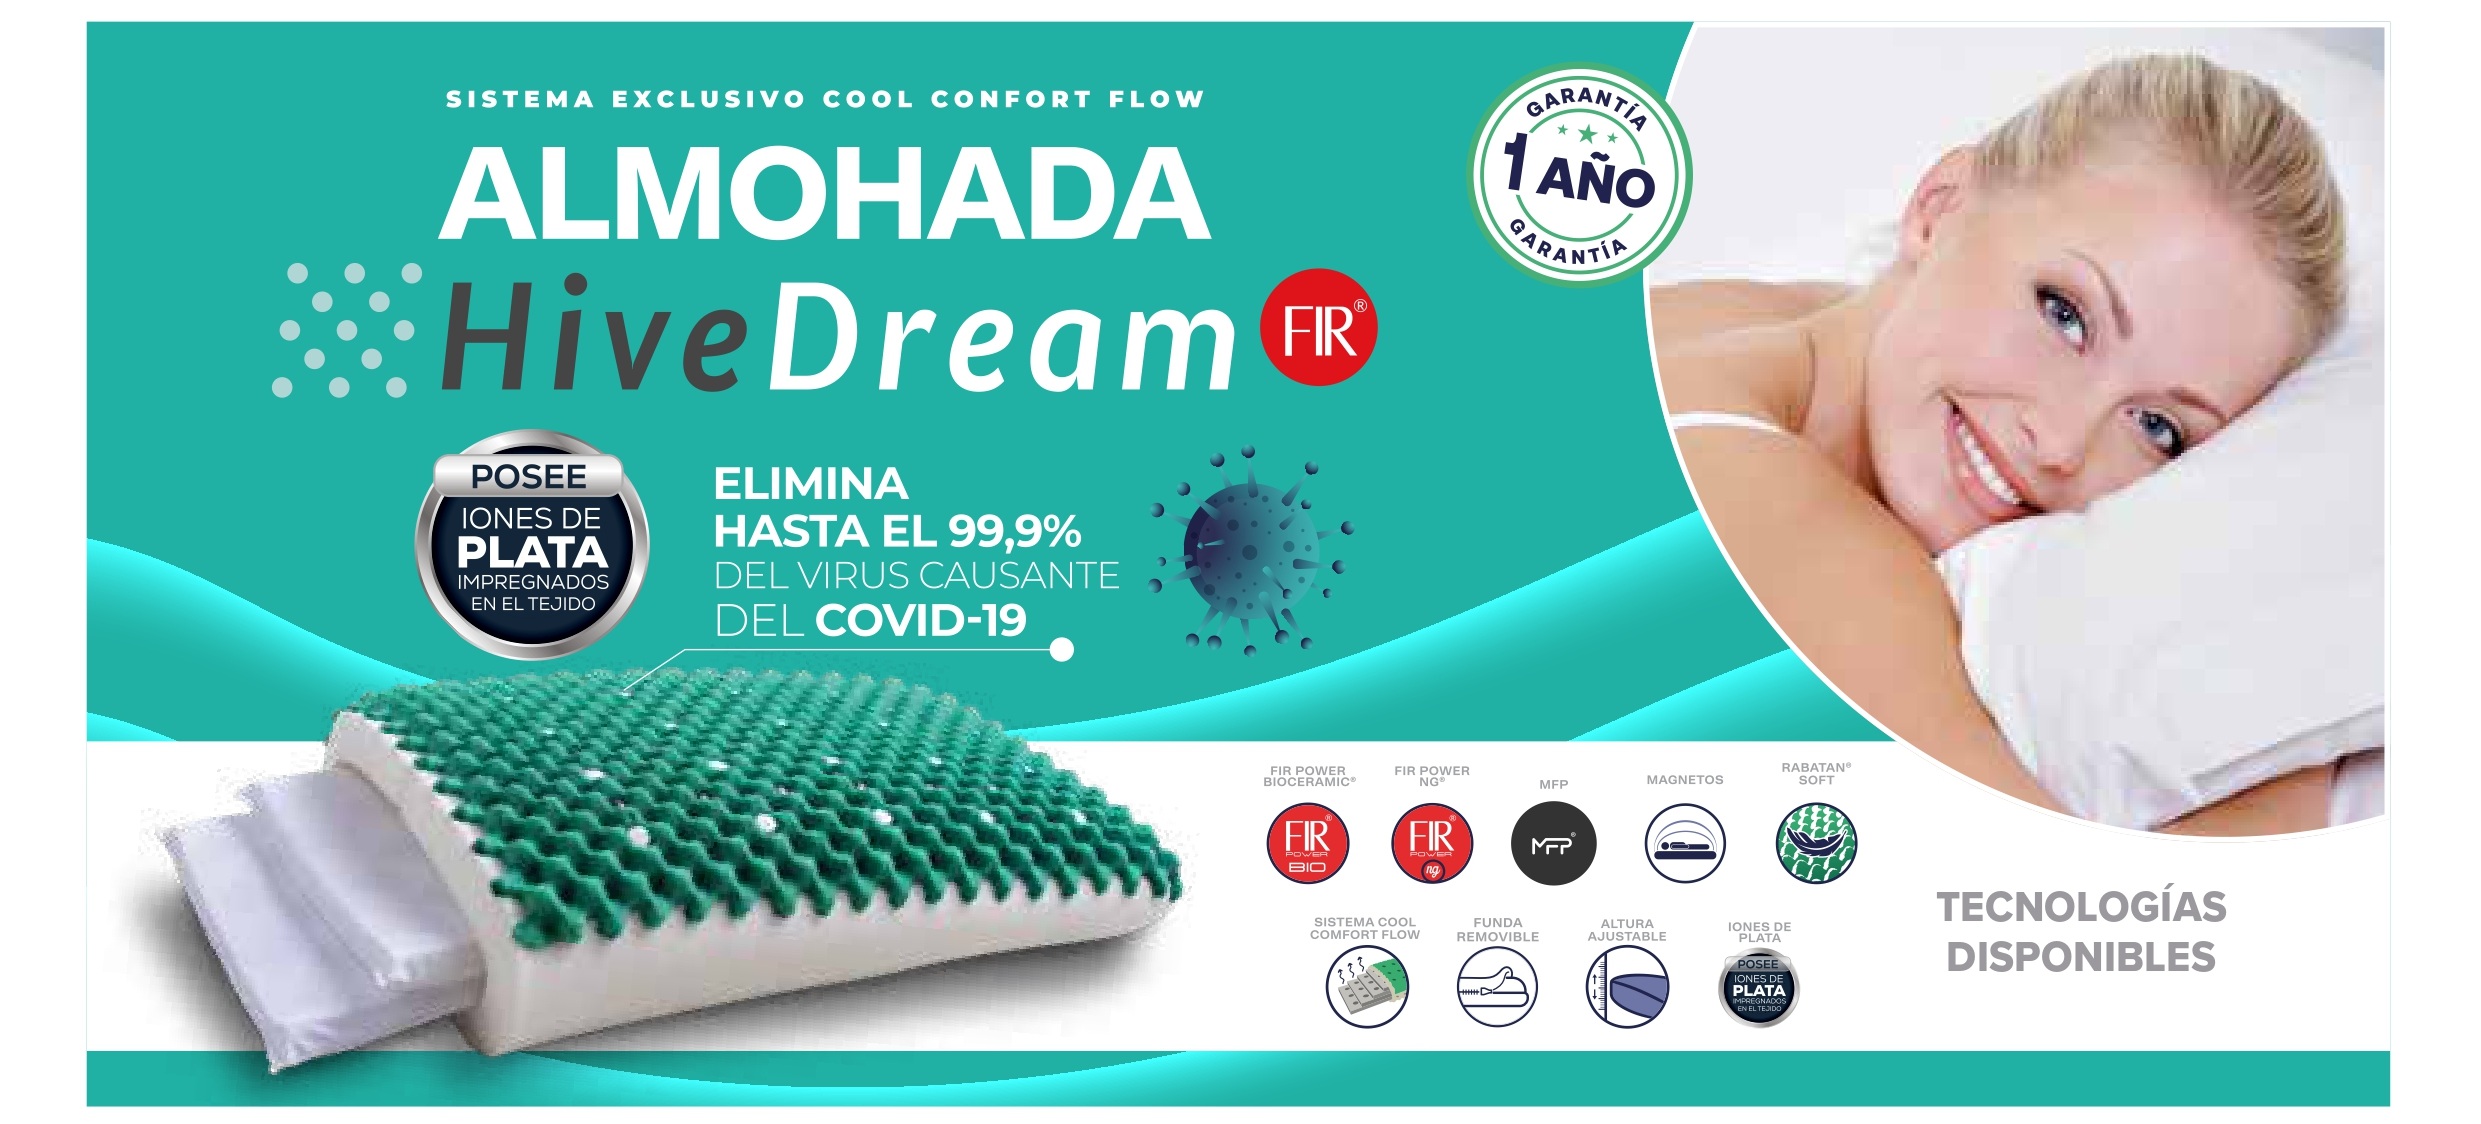 SISTEMA EXCLUSIVO COOL CONFORT FLOW
ALMOHADA
HiveDream
FIR®
GARANTÍA
1 AÑO
GARANTÍA
POSEE
IONES DE
PLATA
IMPREGNADOS
EN EL TEJIDO
ELIMINA
HASTA EL 99,9%
DEL VIRUS CAUSANTE
DEL COVID-19
FIR POWER
BIOCERAMIC®
FIR®
POWER
BIO
FIR POWER
NG®
FIR®
POWER
ng
MFP
MFP®
MAGNETOS
RABATAN®
SOFT
SISTEMA COOL
COMFORT FLOW
FUNDA
REMOVIBLE
ALTURA
AJUSTABLE
IONES DE
PLATA
POSEE
IONES DE
PLATA
IMPREGNADOS
EN EL TEJIDO
TECNOLOGÍAS
DISPONIBLES